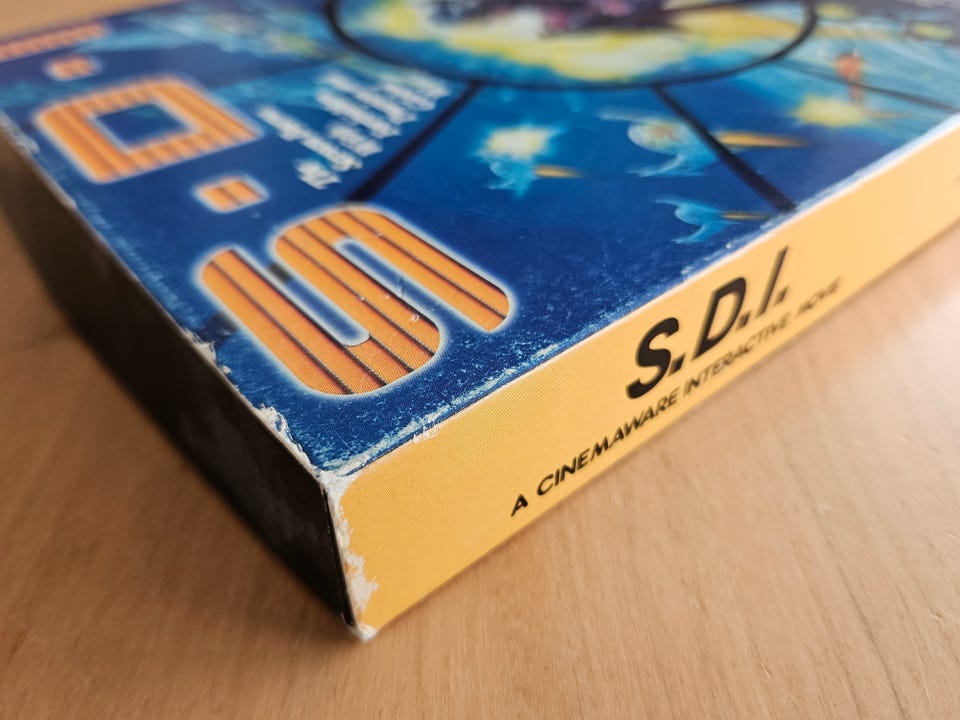 S.D.
S.D.I.
A CINEMAWARE INTERACTIVE MOVIE